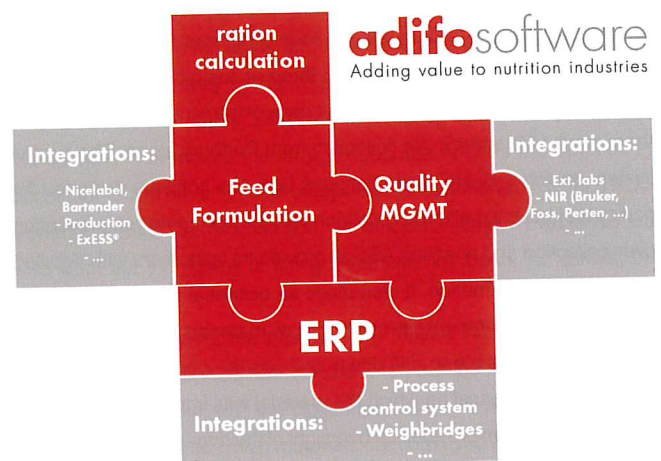 ration
calculation
adifosoftware
Adding value to nutrition industries
Integrations:
- Nicelabel,
Bartender
- Production
- ExESS®
- ...
Feed
Formulation
Quality
MGMT
Integrations:
- Ext. labs
- NIR (Bruker,
Foss, Perten, ...)
- ...
ERP
Integrations:
- Process
control system
- Weighbridges
- ...